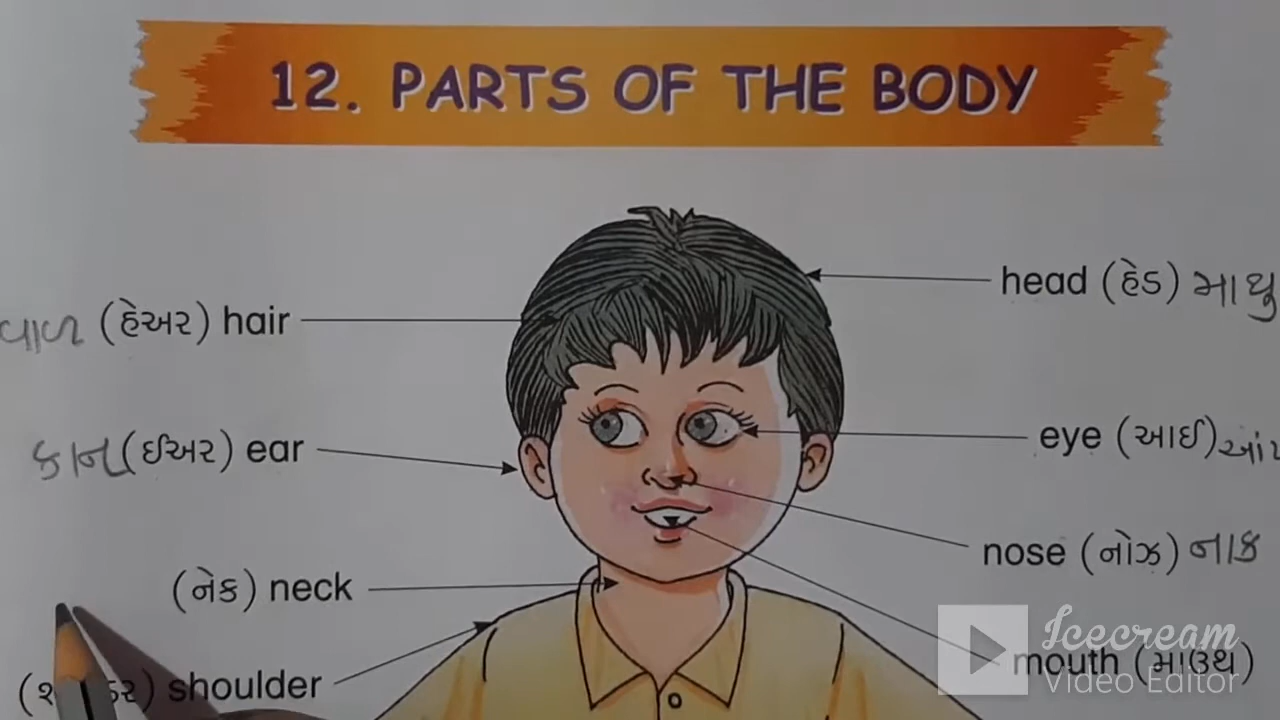 12. PARTS OF THE BODY
head (હેડ) માથુ
વાળ (હેઅર) hair
eye (આઈ)
કાન (ઈઅર) ear
nose (નોઝ) નાક
(નેક) neck
Icecream
mouth (માઉથ)
Video Editor
shoulder